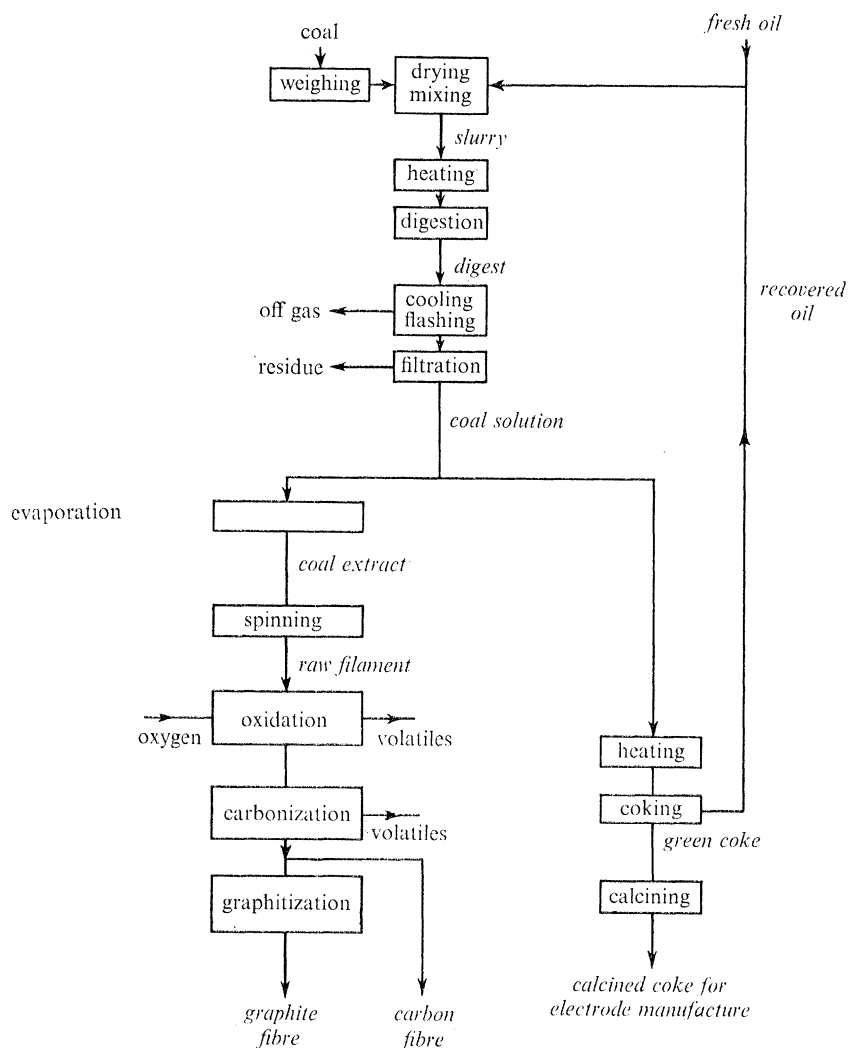 coal
fresh oil
weighing
drying
mixing
slurry
heating
digestion
digest
cooling
flashing
off gas
recovered
oil
residue
filtration
coal solution
evaporation
coal extract
spinning
raw filament
oxidation
oxygen
volatiles
heating
carbonization
volatiles
coking
green coke
graphitization
calcining
graphite
fibre
carbon
fibre
calcined coke for
electrode manufacture